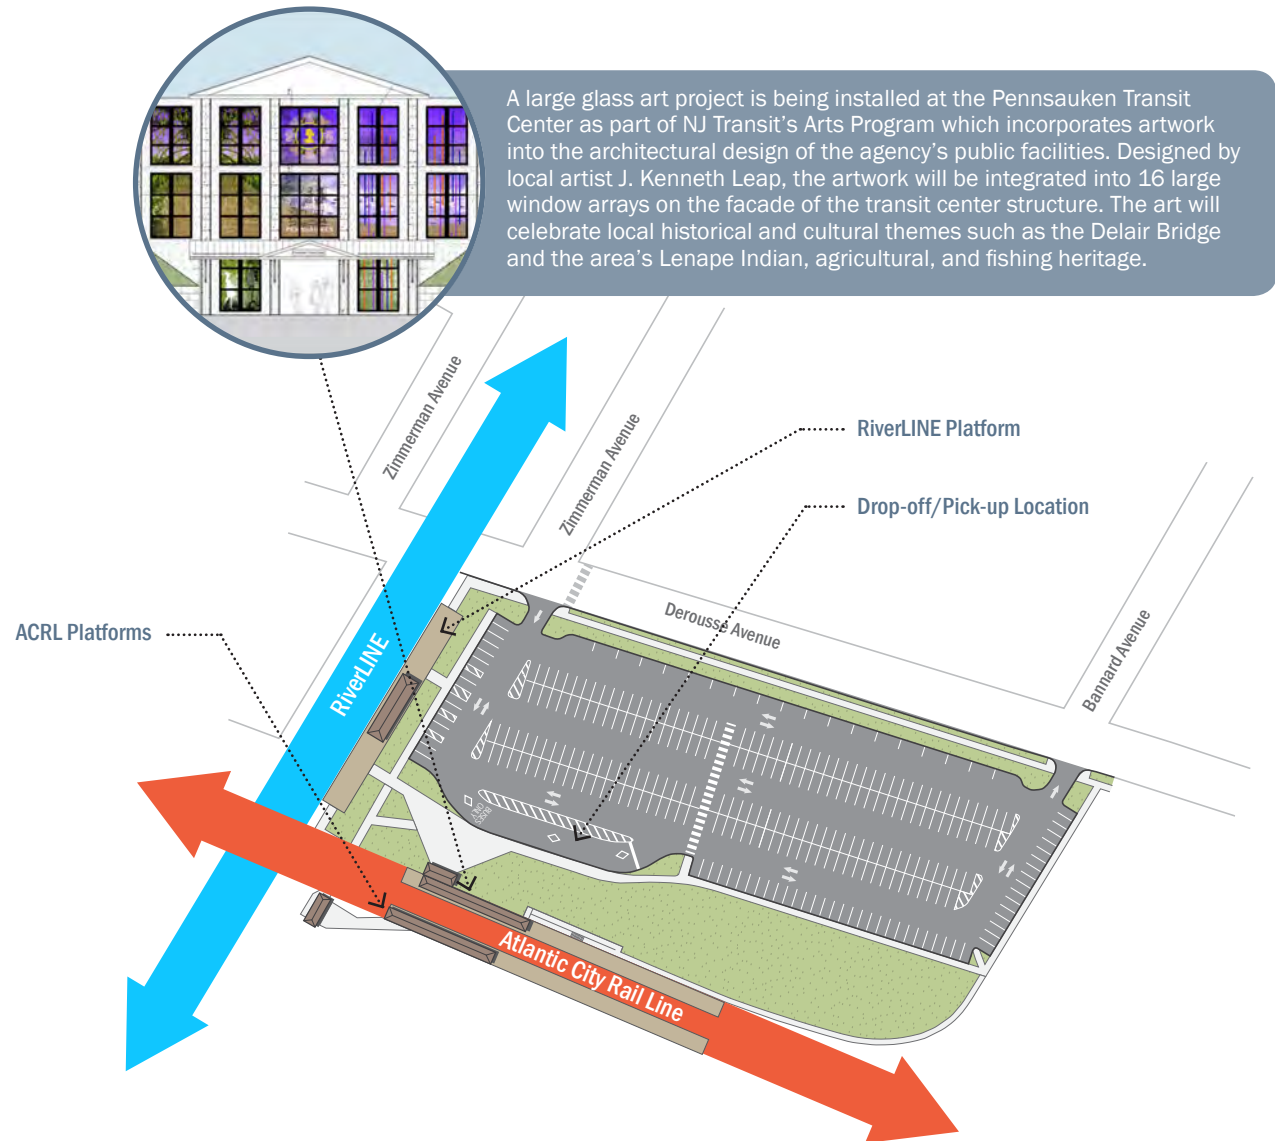 A large glass art project is being installed at the Pennsauken Transit
Center as part of NJ Transit's Arts Program which incorporates artwork
into the architectural design of the agency's public facilities. Designed by
local artist J. Kenneth Leap, the artwork will be integrated into 16 large
window arrays on the facade of the transit center structure. The art will
celebrate local historical and cultural themes such as the Delair Bridge
and the area's Lenape Indian, agricultural, and fishing heritage.
PENNSAUKEN
Zimmerman Avenue
Zimmerman Avenue
RiverLINE Platform
Drop-off/Pick-up Location
ACRL Platforms
Derousse Avenue
Bannard Avenue
RiverLINE
BUSES
ONLY
Atlantic City Rail Line